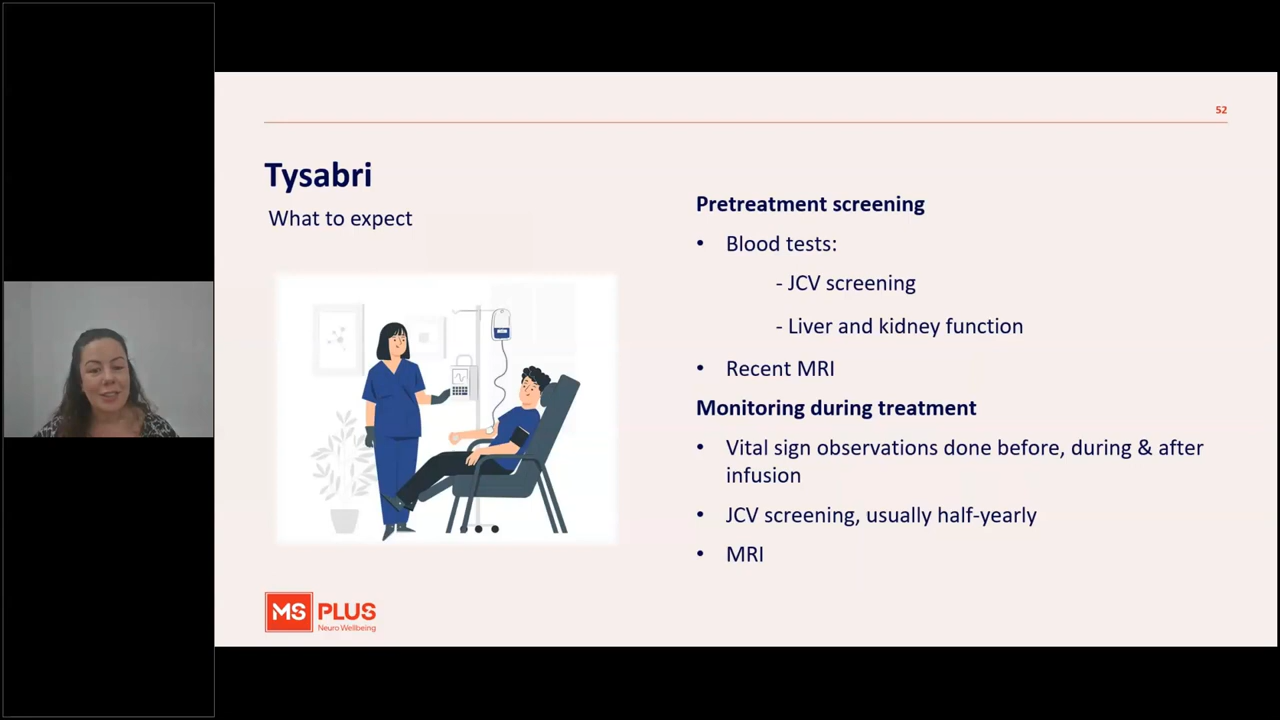 52
Tysabri
What to expect
Pretreatment screening
• Blood tests:
- JCV screening
- Liver and kidney function
• Recent MRI
Monitoring during treatment
• Vital sign observations done before, during & after
infusion
• JCV screening, usually half-yearly
• MRI
MS PLUS
Neuro Wellbeing